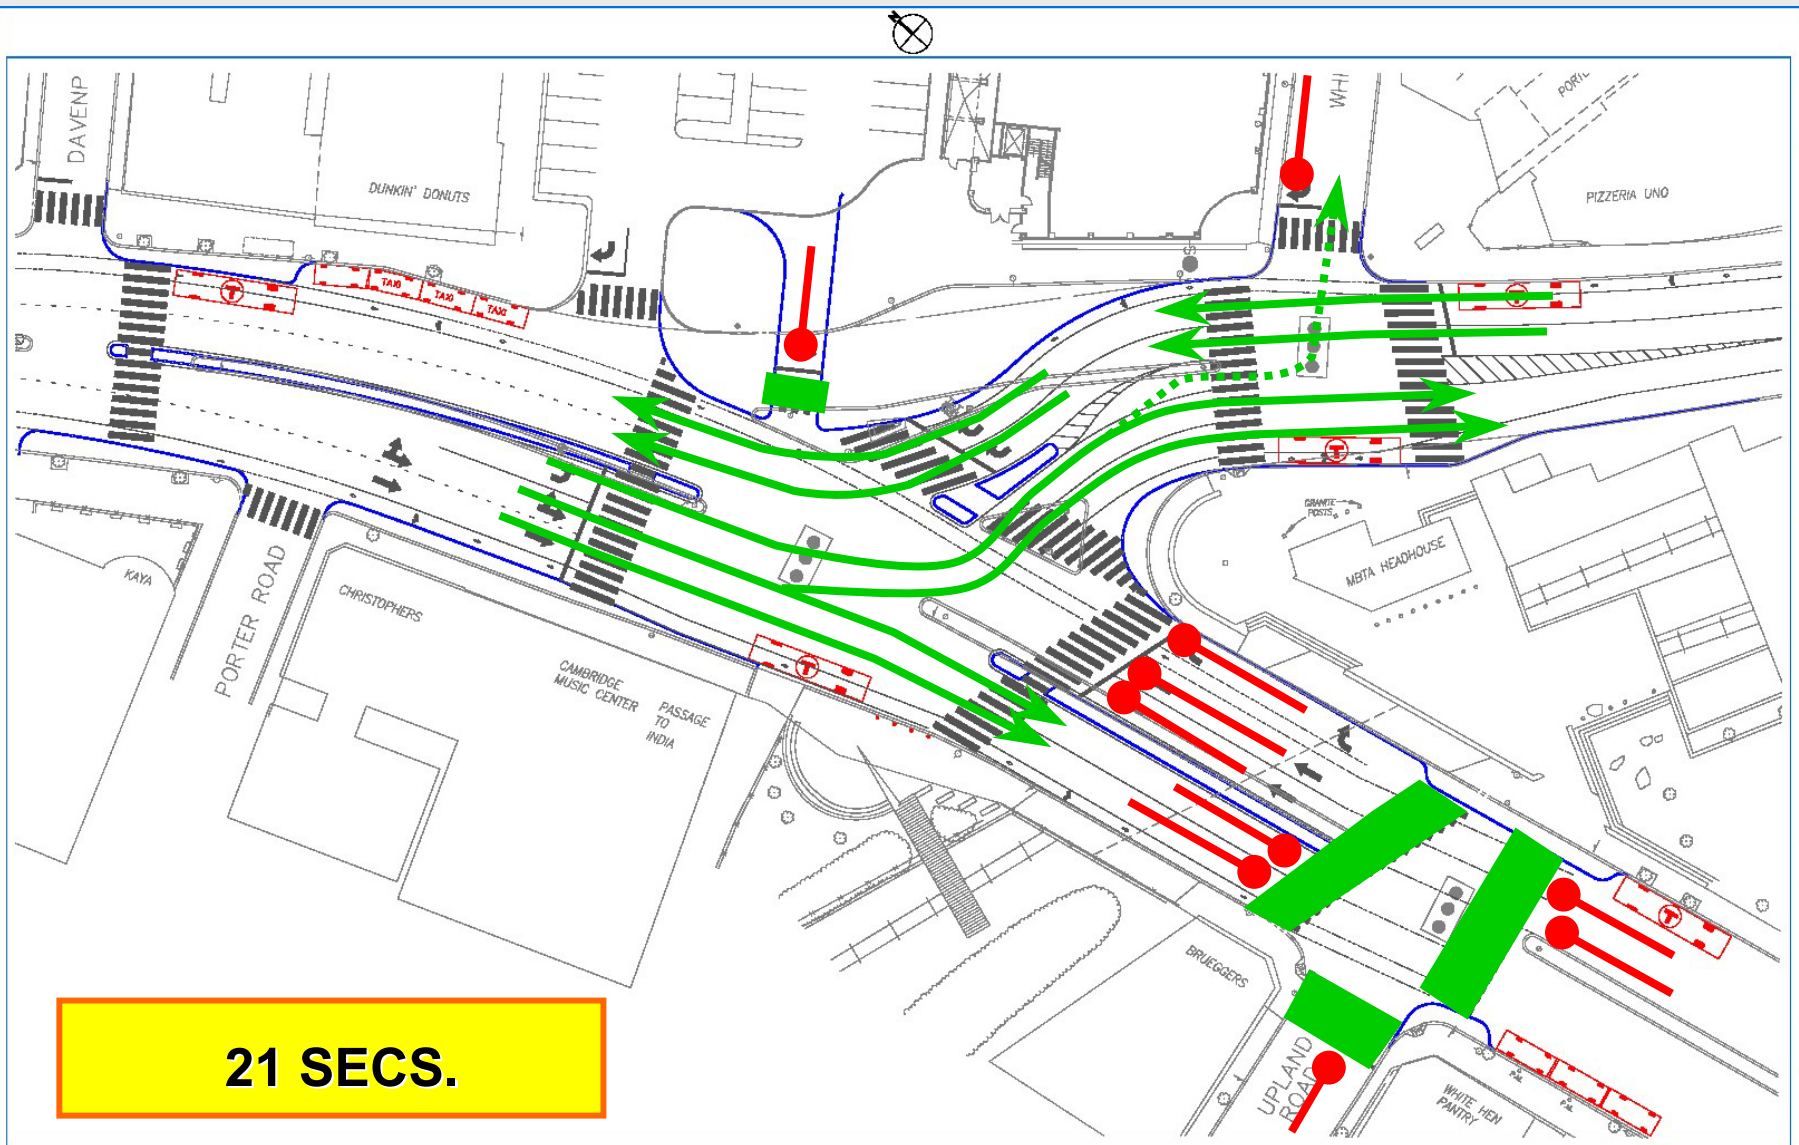 DAVENP
DUNKIN' DONUTS
WHI
PIZZERIA UNO
TAXI
TAXI
TAXI
T
T
T
GRANITE
POSTS
MBTA HEADHOUSE
KAYA
PORTER ROAD
CHRISTOPHERS
CAMBRIDGE
MUSIC CENTER
PASSAGE
TO
INDIA
T
T
BRUEGGERS
UPLAND
ROAD
WHITE HEN
PANTRY
21 SECS.